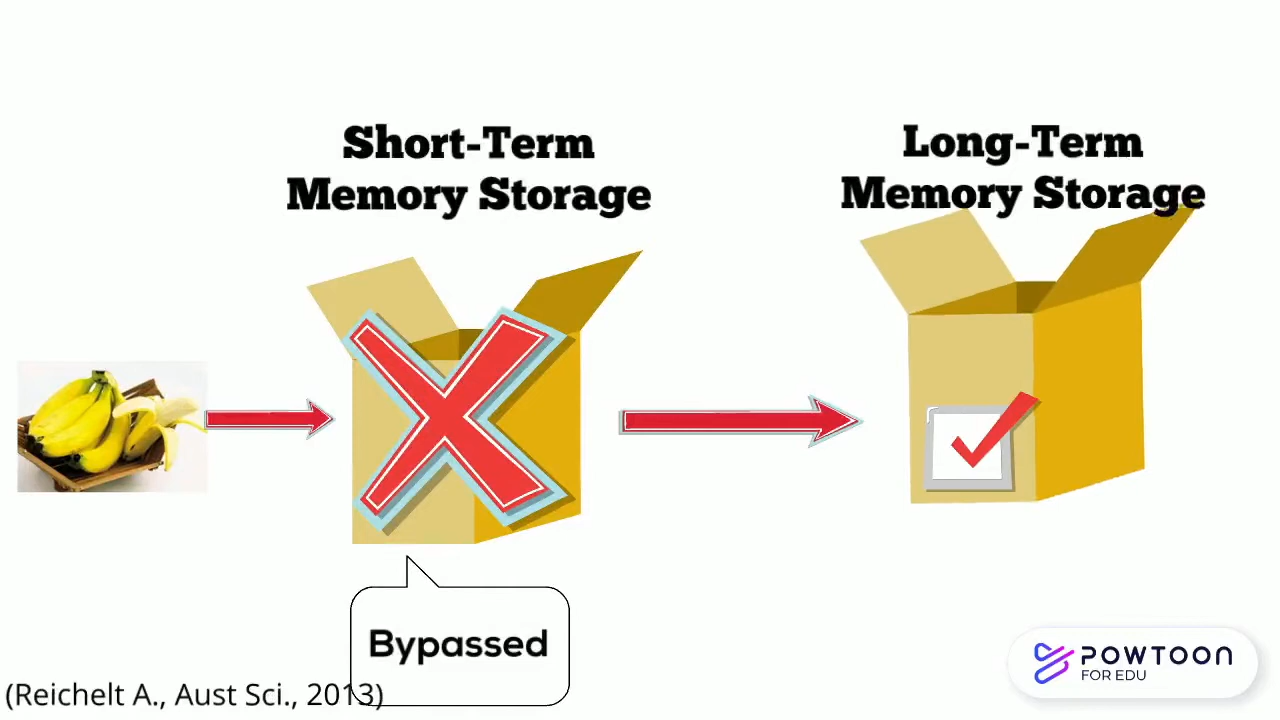 Short-Term
Memory Storage
Long-Term
Memory Storage
Bypassed
(Reichelt A., Aust Sci., 2013)
POWTOON
FOR EDU